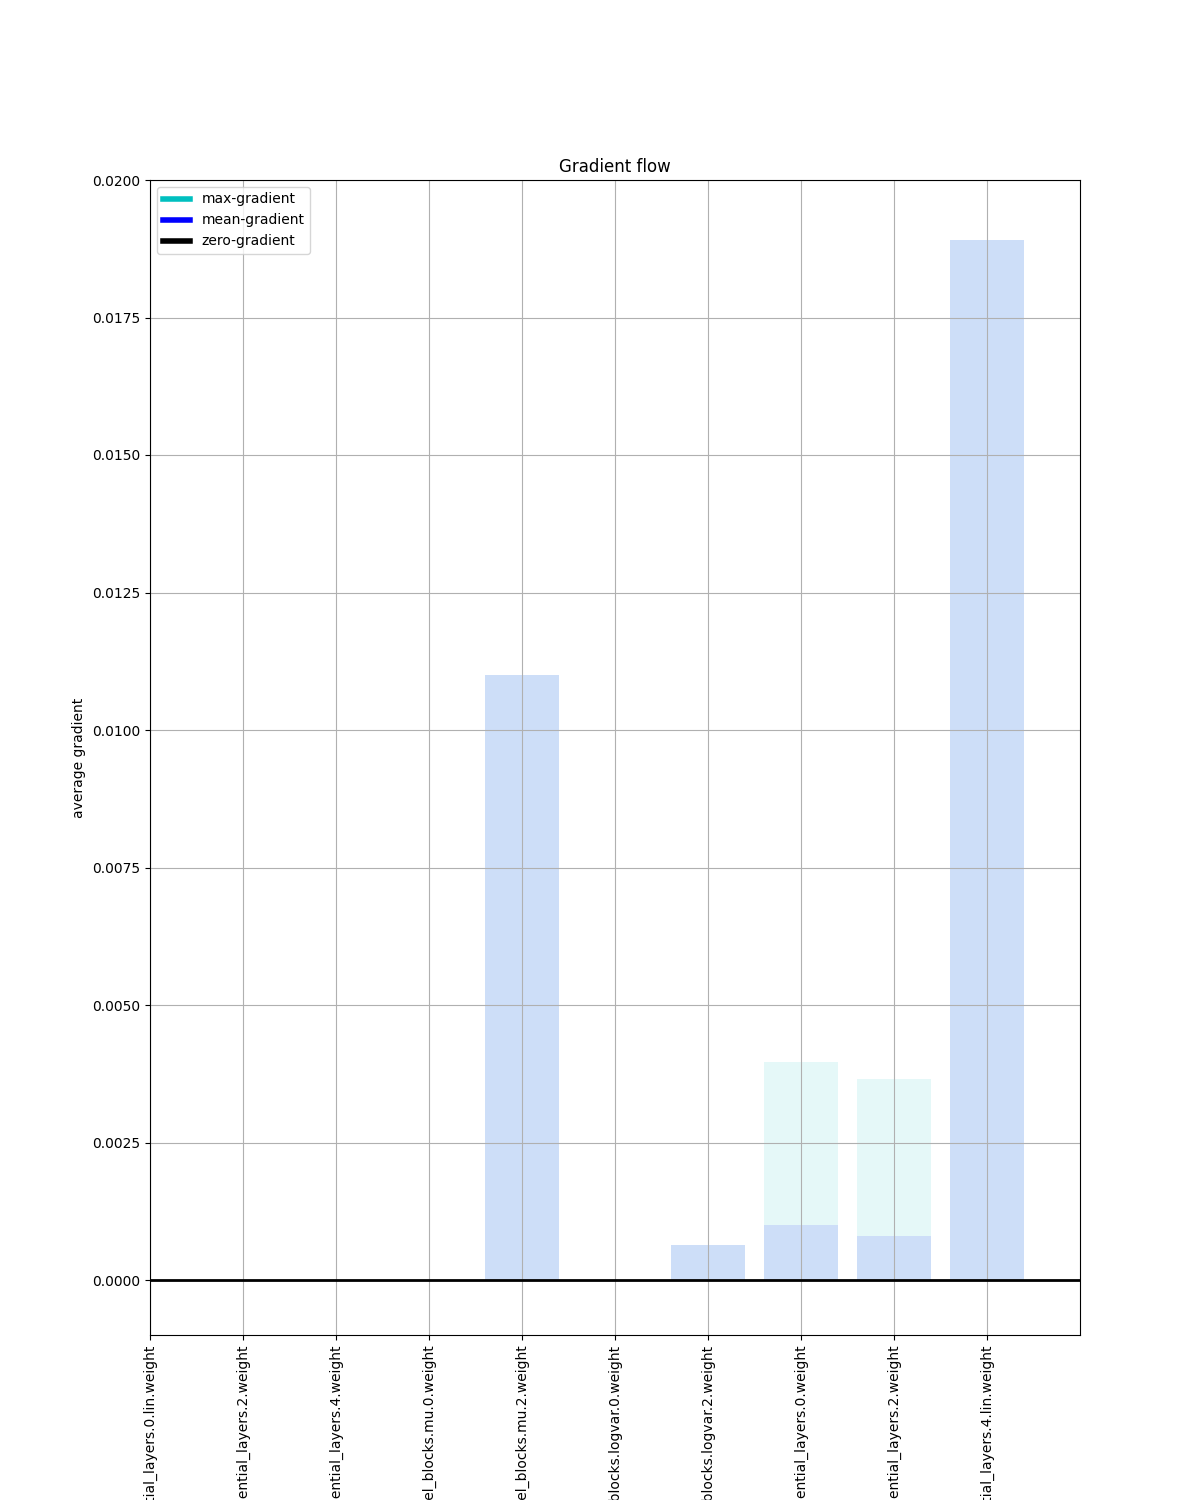 Gradient flow
max-gradient
mean-gradient
zero-gradient
0.0200
0.0175
0.0150
0.0125
0.0100
0.0075
0.0050
0.0025
0.0000
average gradient
tial_layers.0.lin.weight
ential_layers.2.weight
ential_layers.4.weight
el_blocks.mu.0.weight
el_blocks.mu.2.weight
blocks.logvar.0.weight
blocks.logvar.2.weight
ential_layers.0.weight
ential_layers.2.weight
tial_layers.4.lin.weight